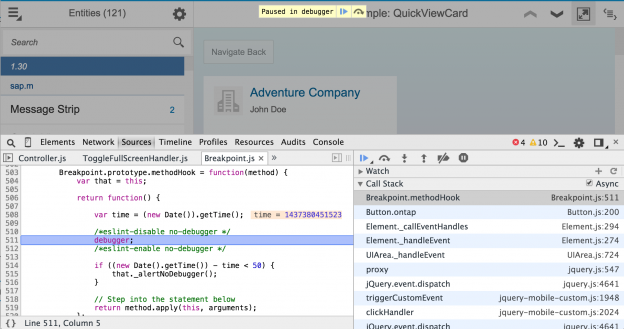 Entities (121)
Paused in debugger
mple: QuickViewCard
Search
1.30
sap.m
Message Strip 2
Navigate Back
Adventure Company
John Doe
Elements Network Sources Timeline Profiles Resources Audits Console
4 10
Controller.js ToggleFullScreenHandler.js Breakpoint.js × »
503 Breakpoint.prototype.methodHook = function(method) {
504 var that = this;
505
506 return function() {
507
508 var time = (new Date()).getTime(); time = 1437380451523
509
510 /*eslint-disable no-debugger */
511 debugger;
512 /*eslint-enable no-debugger */
513
514 if ((new Date().getTime()) - time < 50) {
515 that._alertNoDebugger();
516 }
517
518 // Step into the statement below
519 return method.apply(this, arguments);
{} Line 511, Column 5
Watch
Call Stack Async
Breakpoint.methodHook Breakpoint.js:511
Button.ontap Breakpoint.js:200
Element._callEventHandles Element.js:294
Element._handleEvent Element.js:274
UIArea._handleEvent UIArea.js:724
proxy jquery.js:547
jQuery.event.dispatch jquery.js:4641
triggerCustomEvent jquery-mobile-custom.js:1948
clickHandler jquery-mobile-custom.js:2024
jQuery.event.dispatch jquery.js:4641